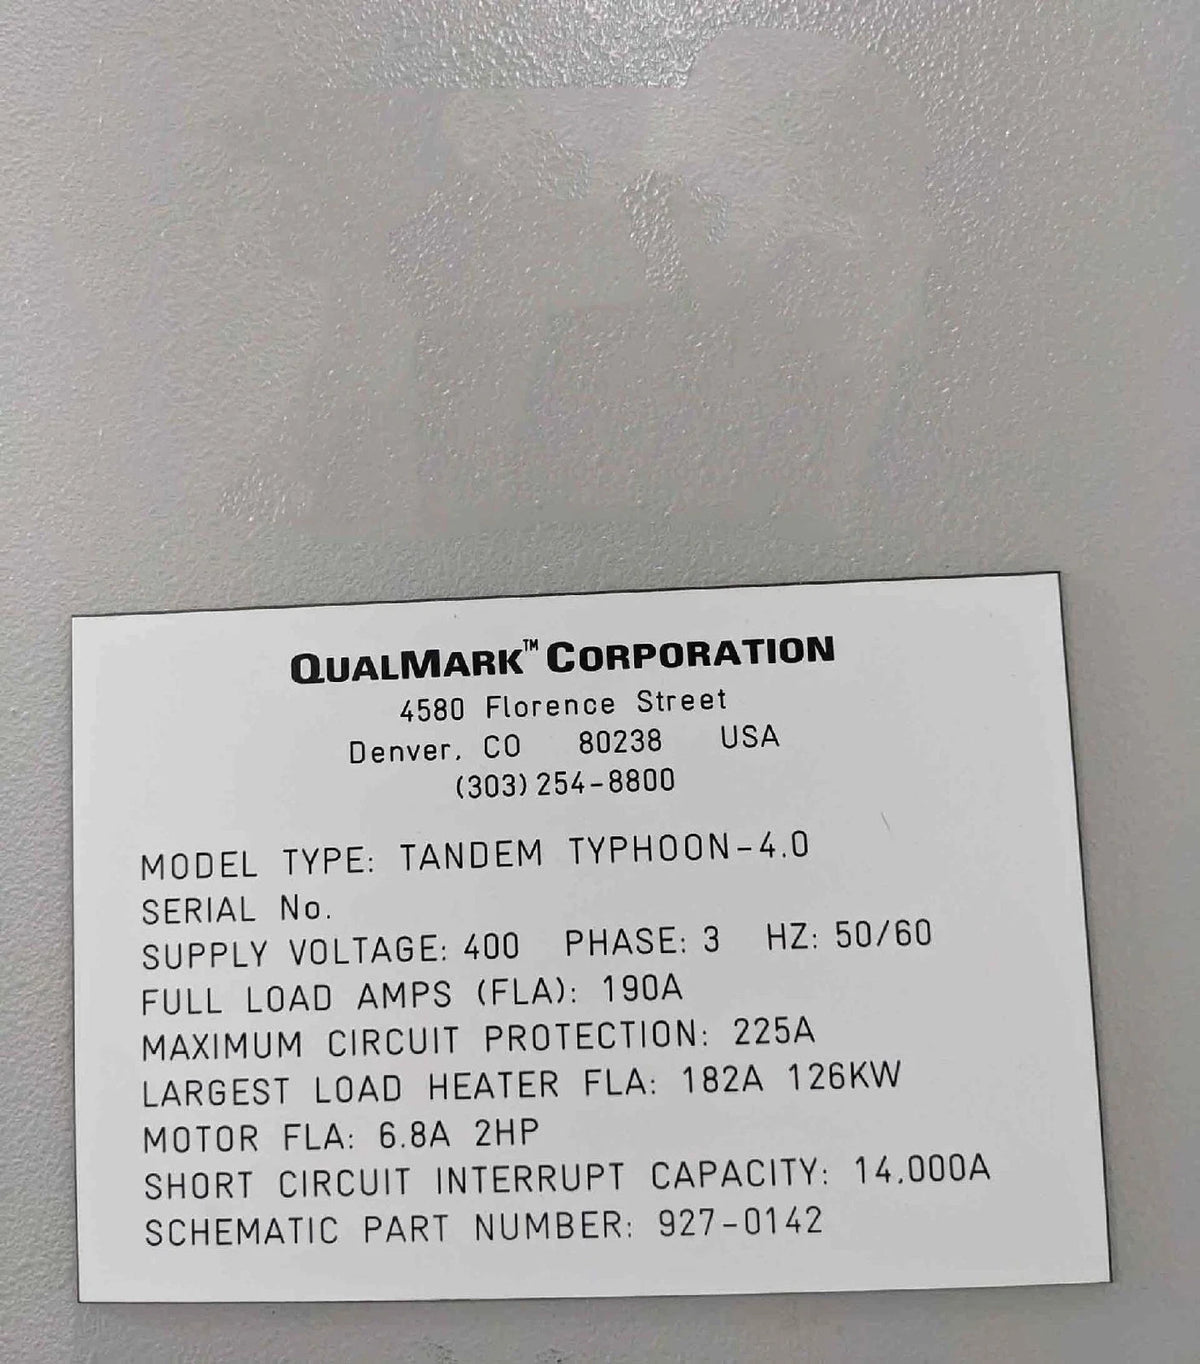 QUALMARK™ CORPORATION
4580 Florence Street
Denver, CO 80238 USA
(303) 254-8800
MODEL TYPE: TANDEM TYPHOON-4.0
SERIAL No.
SUPPLY VOLTAGE: 400 PHASE: 3 HZ: 50/60
FULL LOAD AMPS (FLA): 190A
MAXIMUM CIRCUIT PROTECTION: 225A
LARGEST LOAD HEATER FLA: 182A 126KW
MOTOR FLA: 6.8A 2HP
SHORT CIRCUIT INTERRUPT CAPACITY: 14,000A
SCHEMATIC PART NUMBER: 927-0142